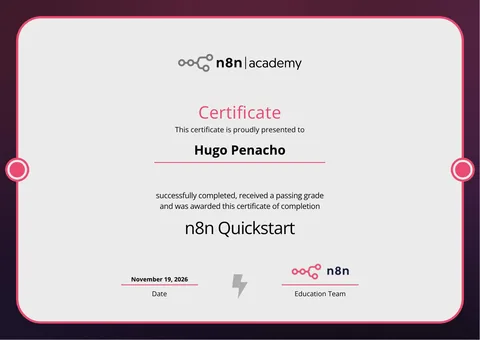 n8n | academy
Certificate
This certificate is proudly presented to
Hugo Penacho
successfully completed, received a passing grade
and was awarded this certificate of completion
n8n Quickstart
November 19, 2026
Date
n8n
Education Team